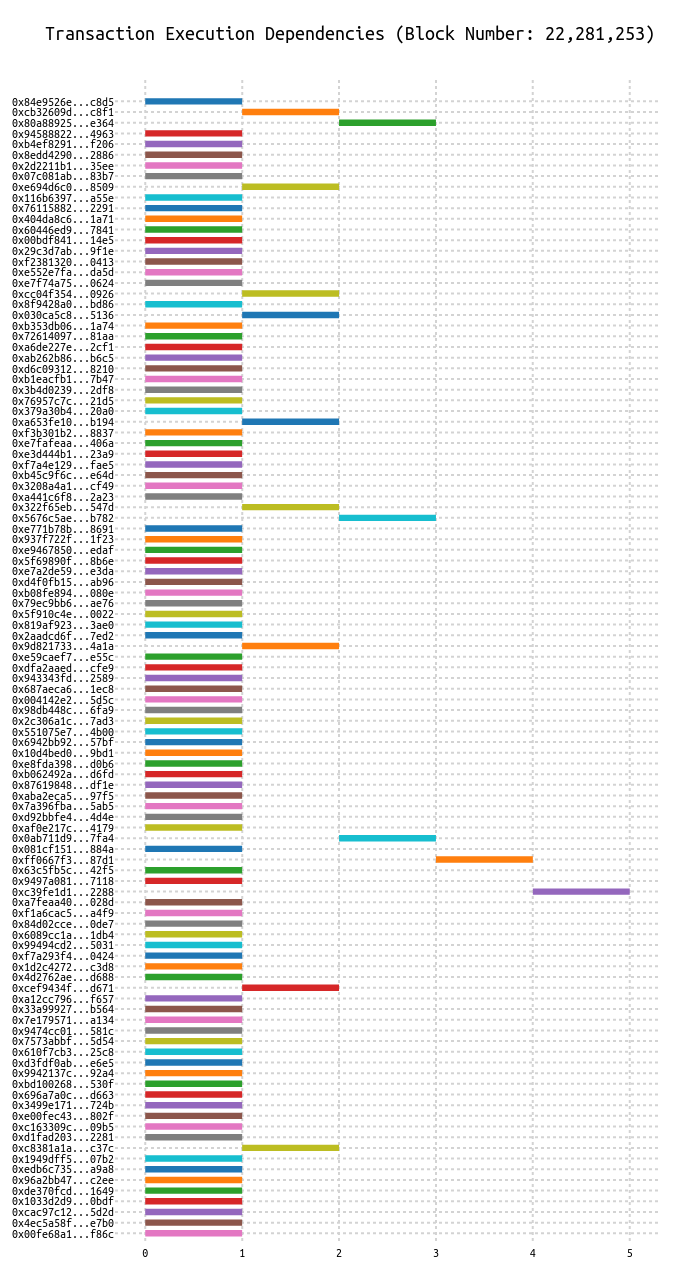 Transaction Execution Dependencies (Block Number: 22,281,253)
0x84e9526e...c8d5
0xcb32609d...c8f1
0x80a88925...e364
0x94588822...4963
0xb4ef8291...f206
0x8edd4290...2886
0x2d2211b1...35ee
0x07c081ab...83b7
0xe694d6c0...8509
0x116b6397...a55e
0x76115882...2291
0x404da8c6...1a71
0x60446ed9...7841
0x00bdf841...14e5
0x29c3d7ab...9f1e
0xf2381320...0413
0xe552e7fa...da5d
0xe7f74a75...0624
0xcc04f354...0926
0x8f9428a0...bd86
0x030ca5c8...5136
0xb353db06...1a74
0x72614097...81aa
0xa6de227e...2cf1
0xab262b86...b6c5
0xd6c09312...8210
0xb1eacfb1...7b47
0x3b4d0239...2df8
0x76957c7c...21d5
0x379a30b4...20a0
0xa653fe10...b194
0xf3b301b2...8837
0xe7fafeaa...406a
0xe3d444b1...23a9
0xf7a4e129...fae5
0xb45c9f6c...e64d
0x3208a4a1...cf49
0xa441c6f8...2a23
0x322f65eb...547d
0x5676c5ae...b782
0xe771b78b...8691
0x937f722f...1f23
0xe9467850...edaf
0x5f69890f...8b6e
0xe7a2de59...e3da
0xd4f0fb15...ab96
0xb08fe894...080e
0x79ec9bb6...ae76
0x5f910c4e...0022
0x819af923...3ae0
0x2aadcd6f...7ed2
0x9d821733...4a1a
0xe59caef7...e55c
0xdfa2aaed...cfe9
0x943343fd...2589
0x687aeca6...1ec8
0x004142e2...5d5c
0x98db448c...6fa9
0x2c306a1c...7ad3
0x551075e7...4b00
0x6942bb92...57bf
0x10d4bed0...9bd1
0xe8fda398...d0b6
0xb062492a...d6fd
0x87619848...df1e
0xaba2eca5...97f5
0x7a396fba...5ab5
0xd92bbfe4...4d4e
0xaf0e217c...4179
0x0ab711d9...7fa4
0x081cf151...884a
0xff0667f3...87d1
0x63c5fb5c...42f5
0x9497a081...7118
0xc39fe1d1...2288
0xa7feaa40...028d
0xf1a6cac5...a4f9
0x84d02cce...0de7
0x6089cc1a...1db4
0x99494cd2...5031
0xf7a293f4...0424
0x1d2c4272...c3d8
0x4d2762ae...d688
0xcef9434f...d671
0xa12cc796...f657
0x33a99927...b564
0x7e179571...a134
0x9474cc01...581c
0x7573abbf...5d54
0x610f7cb3...25c8
0xd3fdf0ab...e6e5
0x9942137c...92a4
0xbd100268...530f
0x696a7a0c...d663
0x3499e171...724b
0xe00fec43...802f
0xc163309c...09b5
0xd1fad203...2281
0xc8381a1a...c37c
0x1949dff5...07b2
0xedb6c735...a9a8
0x96a2bb47...c2ee
0xde370fcd...1649
0x1033d2d9...0bdf
0xcac97c12...5d2d
0x4ec5a58f...e7b0
0x00fe68a1...f86c
0 1 2 3 4 5